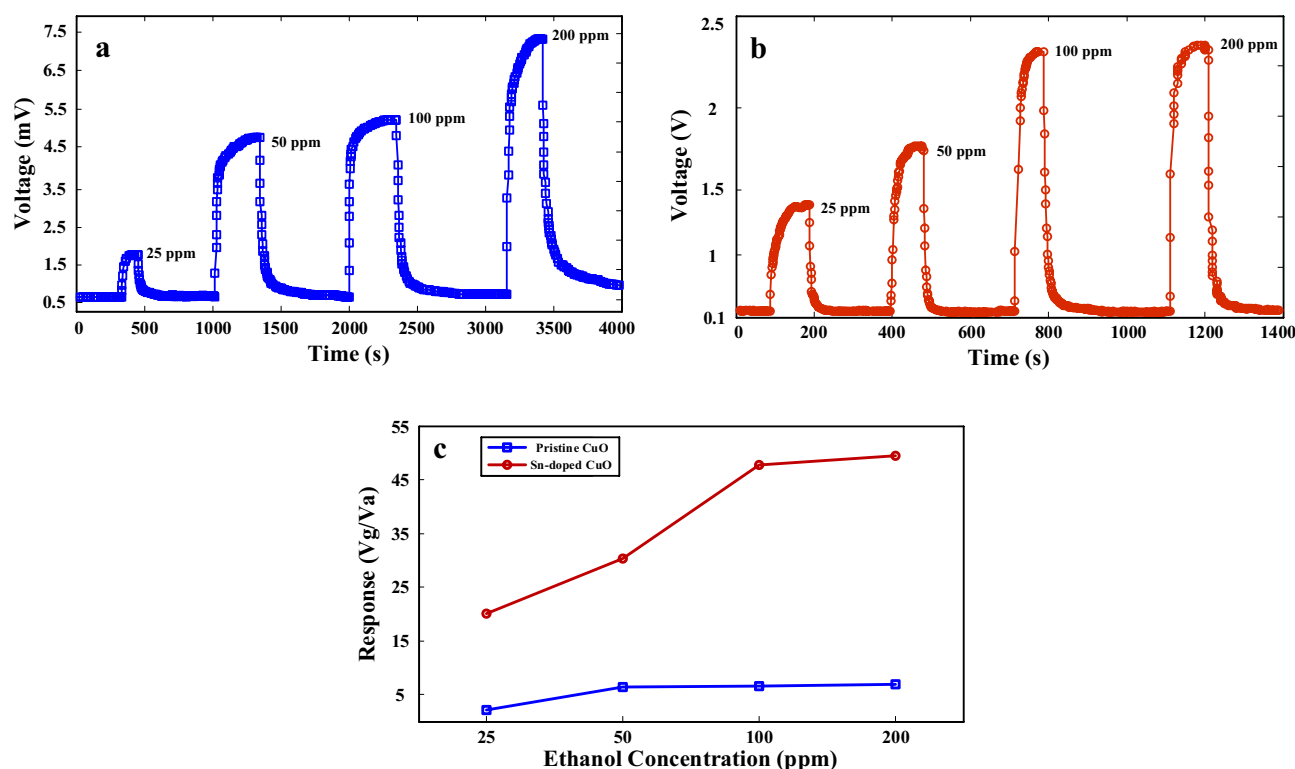 a
Voltage (mV)
7.5
6.5
5.5
4.5
3.5
2.5
1.5
0.5
25 ppm
50 ppm
100 ppm
200 ppm
0 500 1000 1500 2000 2500 3000 3500 4000
Time (s)
b
Voltage (V)
2.5
2
1.5
1
0.1
25 ppm
50 ppm
100 ppm
200 ppm
0 200 400 600 800 1000 1200 1400
Time (s)
c
Pristine CuO
Sn-doped CuO
Response (Vg/Va)
55
45
35
25
15
5
25 50 100 200
Ethanol Concentration (ppm)